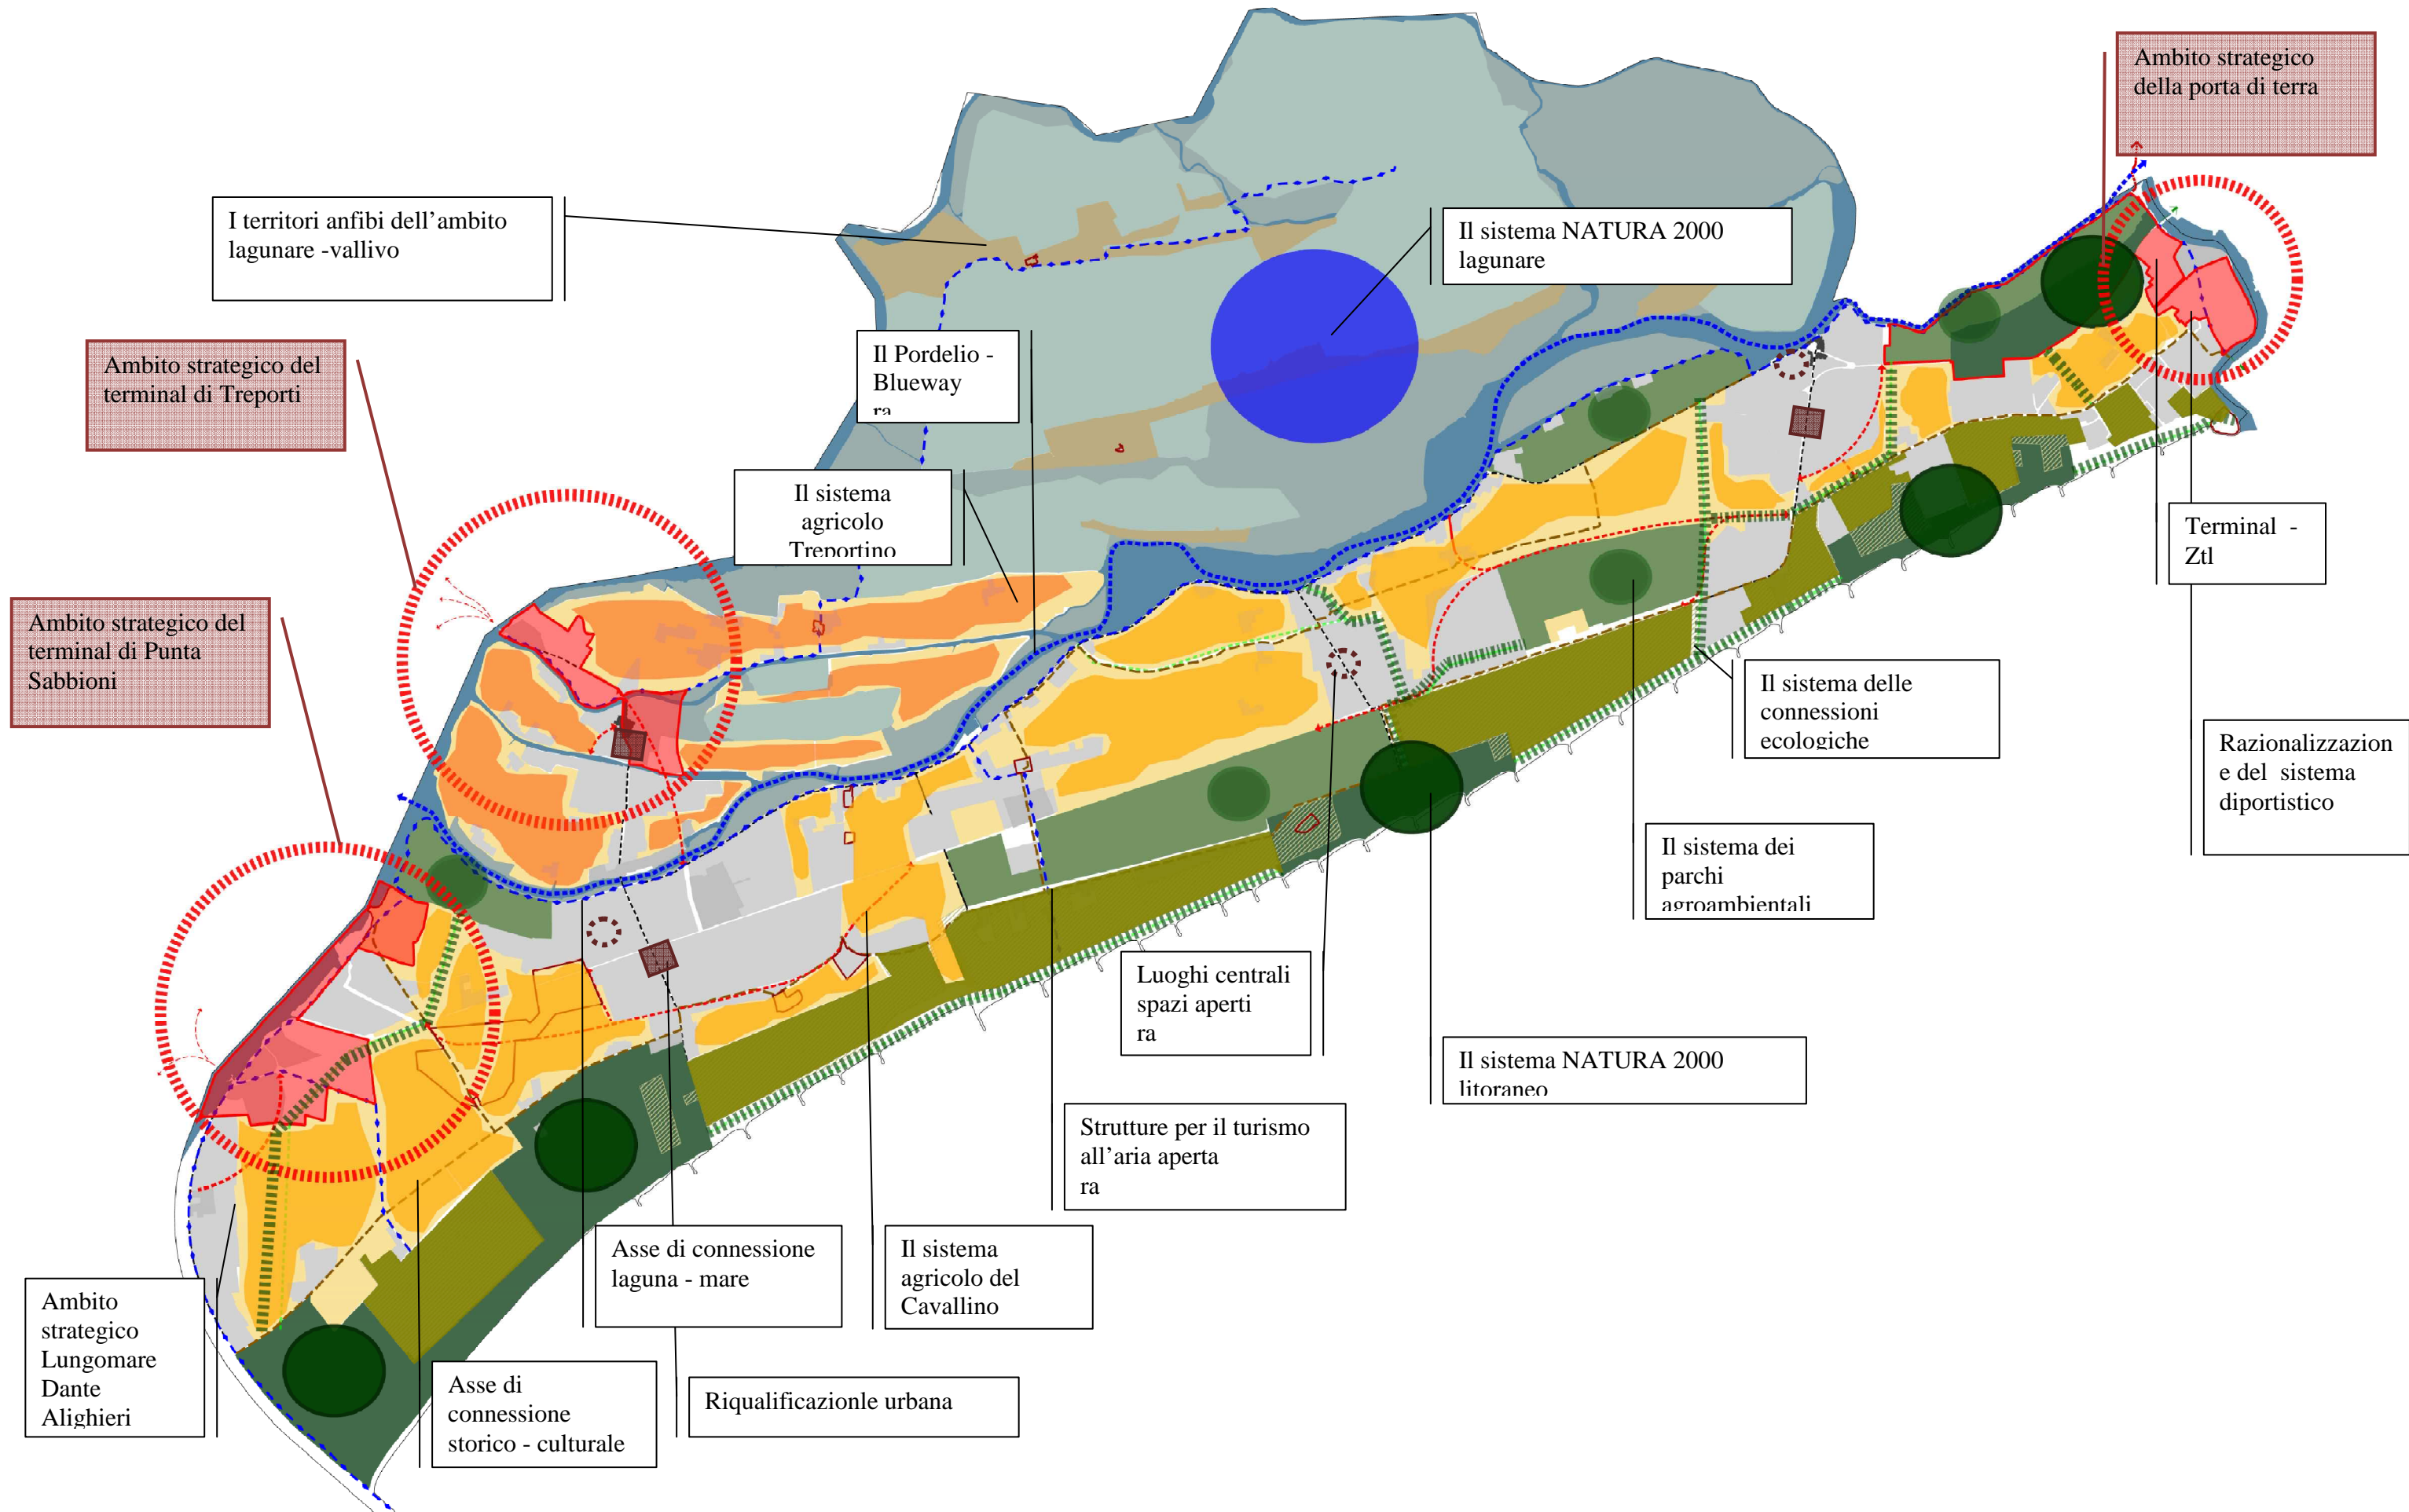 Ambito strategico
della porta di terra
I territori anfibi dell'ambito
lagunare -vallivo
Il sistema NATURA 2000
lagunare
Ambito strategico del
terminal di Treporti
Il Pordelio -
Blueway
ra
Il sistema
agricolo
Treportino
Terminal -
Ztl
Ambito strategico del
terminal di Punta
Sabbioni
Il sistema delle
connessioni
ecologiche
Razionalizzazion
e del sistema
diportistico
Il sistema dei
parchi
agroambientali
Luoghi centrali
spazi aperti
ra
Il sistema NATURA 2000
litoraneo
Strutture per il turismo
all'aria aperta
ra
Asse di connessione
laguna - mare
Il sistema
agricolo del
Cavallino
Ambito
strategico
Lungomare
Dante
Alighieri
Asse di
connessione
storico - culturale
Riqualificazionle urbana